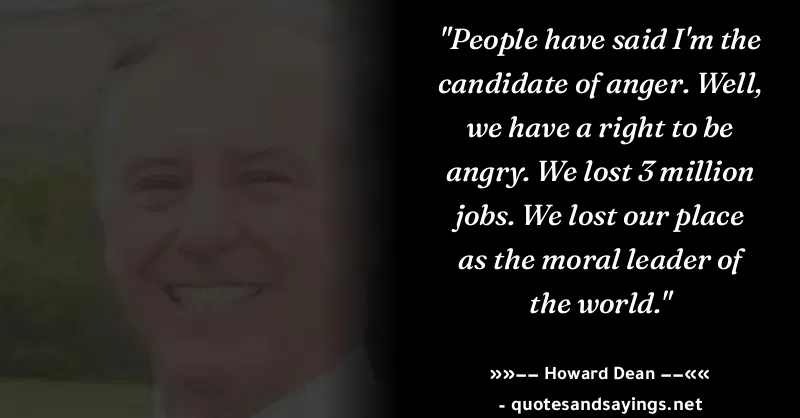 "People have said I'm the
candidate of anger. Well,
we have a right to be
angry. We lost 3 million
jobs. We lost our place
as the moral leader of
the world."
»»−− Howard Dean −−««
- quotesandsayings.net